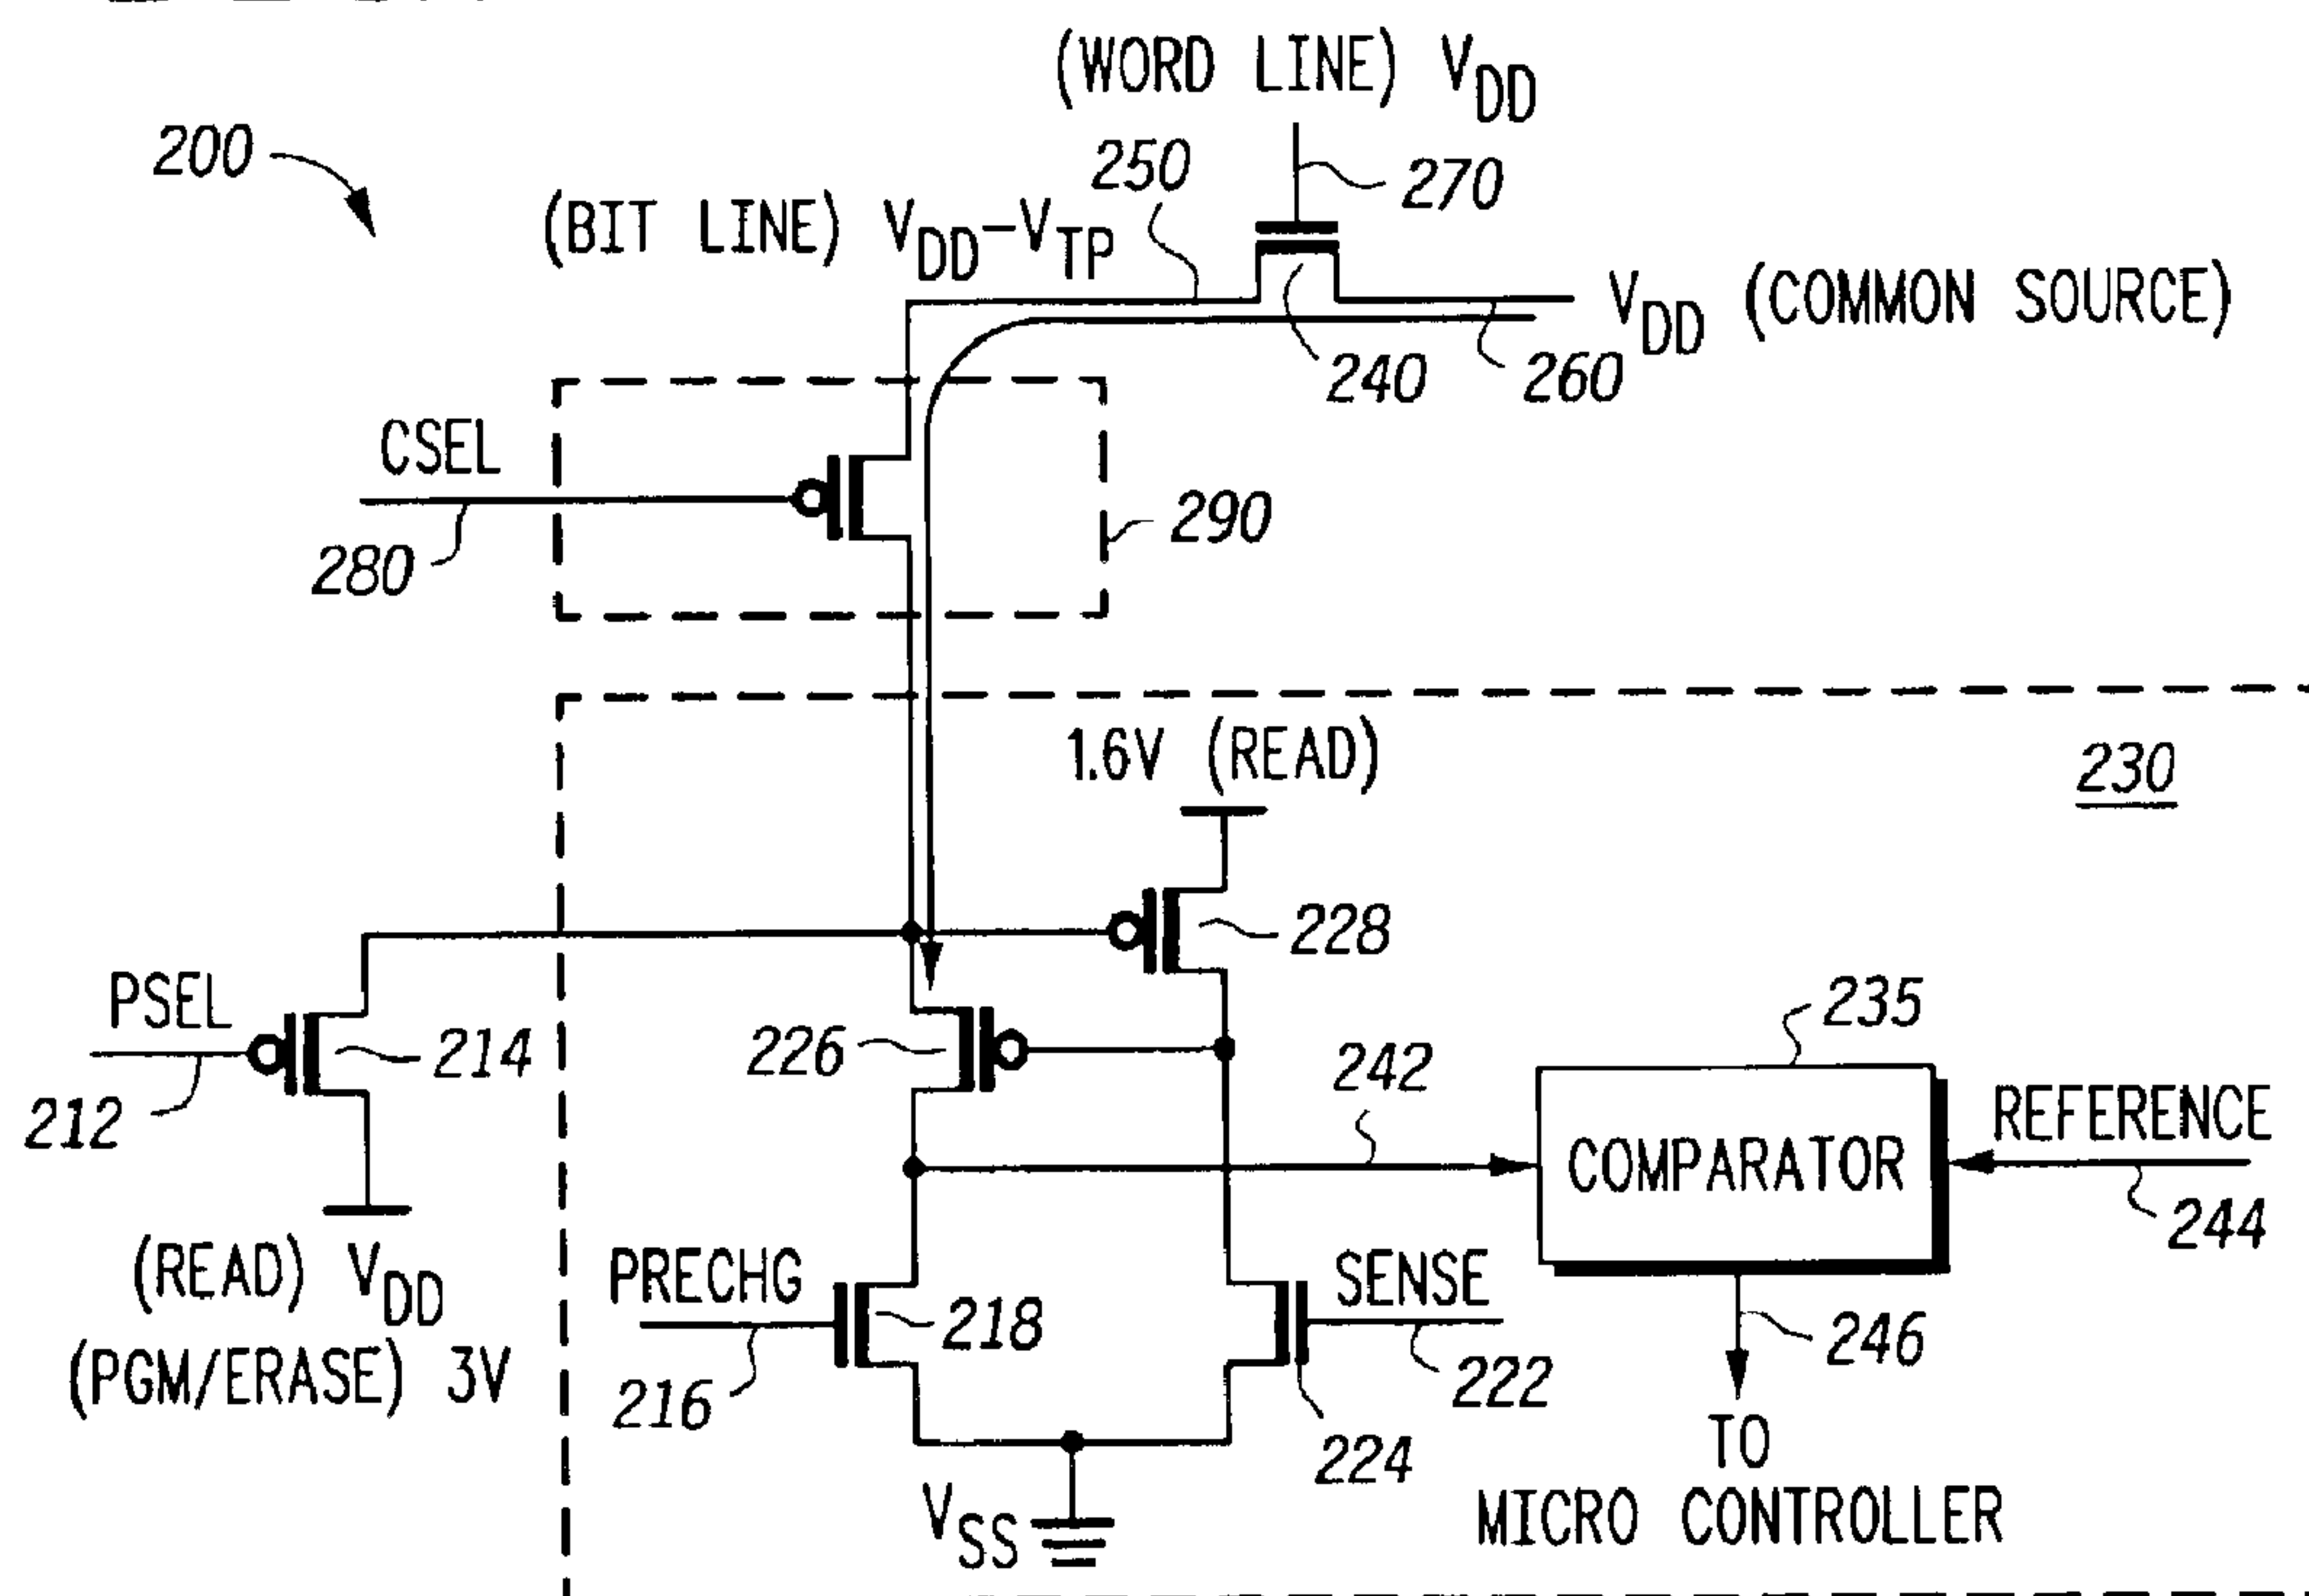 (WORD LINE) VDD
200
250
270
(BIT LINE) VDD-VTP
VDD (COMMON SOURCE)
240
260
CSEL
290
280
1.6V (READ)
230
228
PSEL
214
226
242
235
212
COMPARATOR
REFERENCE
244
(READ) VDD
PRECHG
218
SENSE
246
(PGM/ERASE) 3V
216
222
224
TO
MICRO CONTROLLER
VSS